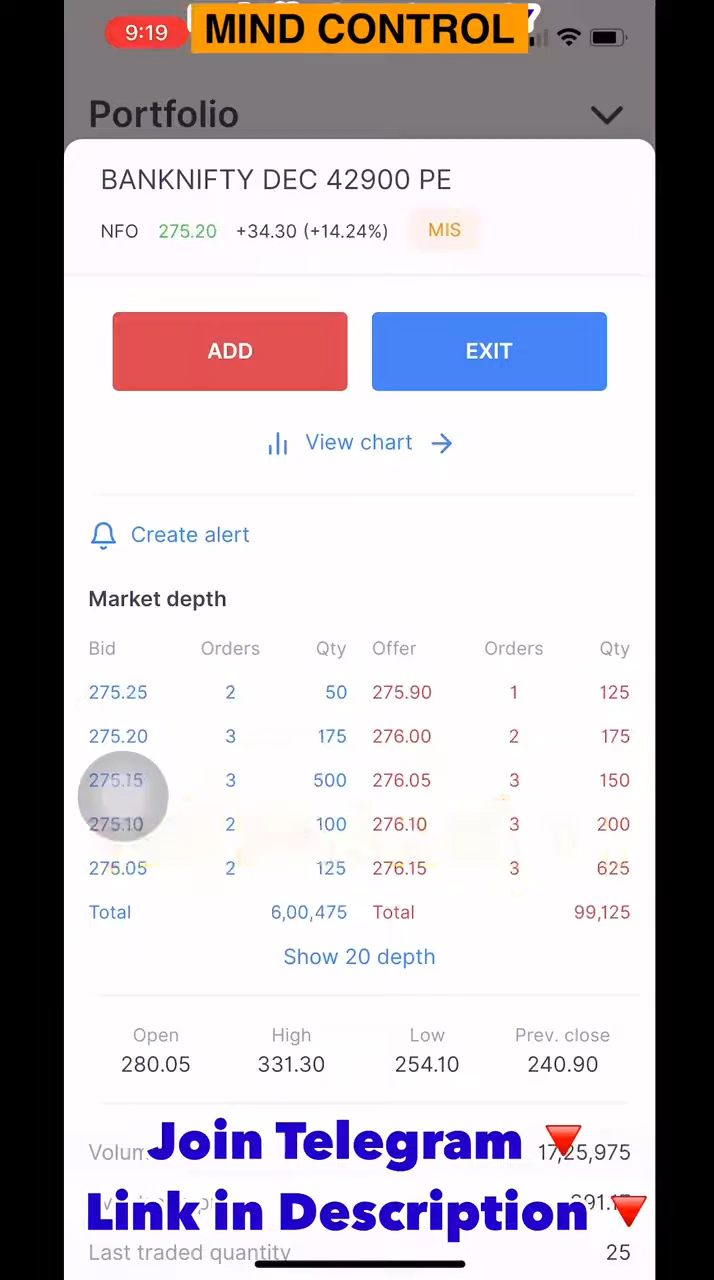 MIND CONTROL
9:19
Portfolio
BANKNIFTY DEC 42900 PE
NFO 275.20 +34.30 (+14.24%) MIS
ADD EXIT
View chart
Create alert
Market depth
Bid Orders Qty Offer Orders Qty
275.25 2 50 275.90 1 125
275.20 3 175 276.00 2 175
275.15 3 500 276.05 3 150
275.10 2 100 276.10 3 200
275.05 2 125 276.15 3 625
Total 6,00,475 Total 99,125
Show 20 depth
Open High Low Prev. close
280.05 331.30 254.10 240.90
Join Telegram
17,25,975
Link in Description
Last traded quantity 25